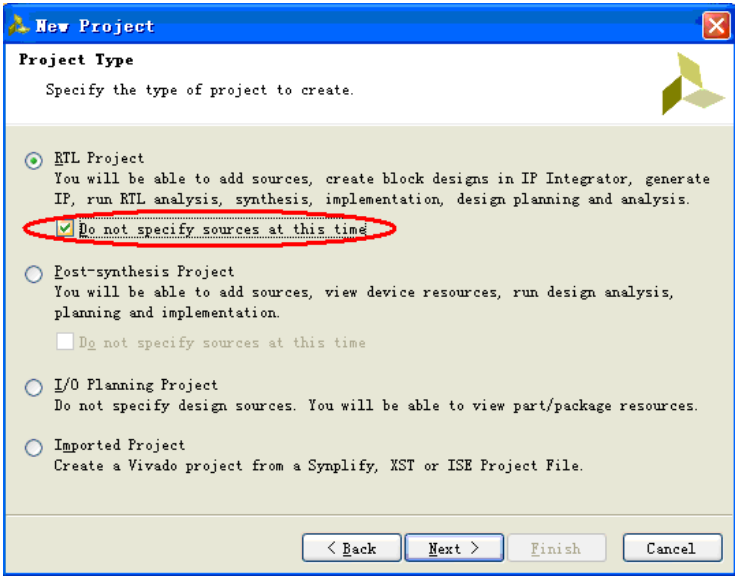 New Project
Project Type
Specify the type of project to create.
RTL Project
You will be able to add sources, create block designs in IP Integrator, generate
IP, run RTL analysis, synthesis, implementation, design planning and analysis.
Do not specify sources at this time
Post-synthesis Project
You will be able to add sources, view device resources, run design analysis,
planning and implementation.
Do not specify sources at this time
I/O Planning Project
Do not specify design sources. You will be able to view part/package resources.
Imported Project
Create a Vivado project from a Synplify, XST or ISE Project File.
< Back
Next >
Finish
Cancel